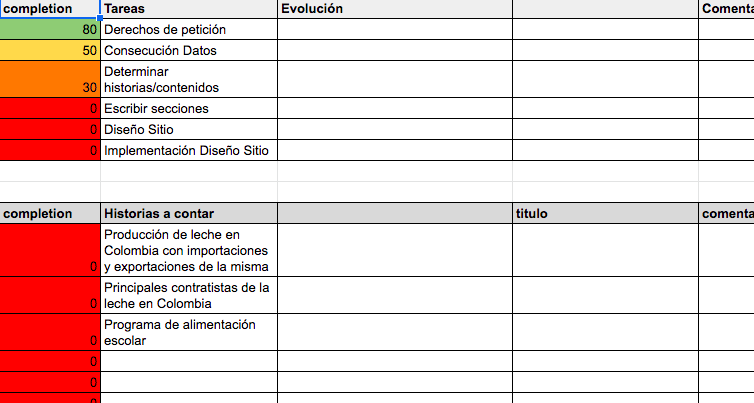 completion Tareas Evolución Comenta
80 Derechos de petición
50 Consecución Datos
Determinar
30 historias/contenidos
0 Escribir secciones
0 Diseño Sitio
0 Implementación Diseño Sitio
completion Historias a contar titulo comenta
Producción de leche en
Colombia con importaciones
0 y exportaciones de la misma
Principales contratistas de la
0 leche en Colombia
Programa de alimentación
0 escolar
0
0
0